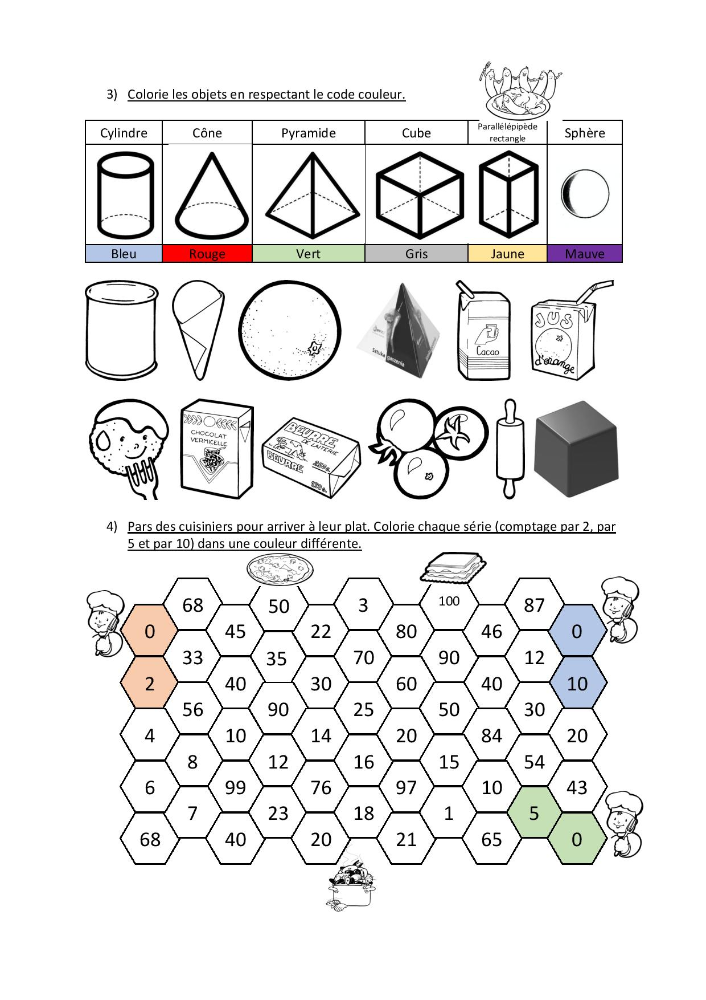 3) Colorie les objets en respectant le code couleur.
Cylindre Cône Pyramide Cube Parallélépipède rectangle Sphère
Bleu Rouge Vert Gris Jaune Mauve
Sztuka gaszenia
Cacao
JUS
d'orange
CHOCOLAT
VERMICELLE
BEURRE
DE LAITERIE
BEURRE
250 G.
250 G.
4) Pars des cuisiniers pour arriver à leur plat. Colorie chaque série (comptage par 2, par
5 et par 10) dans une couleur différente.
68 50 3 100 87
0 45 22 80 46 0
33 35 70 90 12
2 40 30 60 40 10
56 90 25 50 30
4 10 14 20 84 20
8 12 16 15 54
6 99 76 97 10 43
7 23 18 1 5
68 40 20 21 65 0